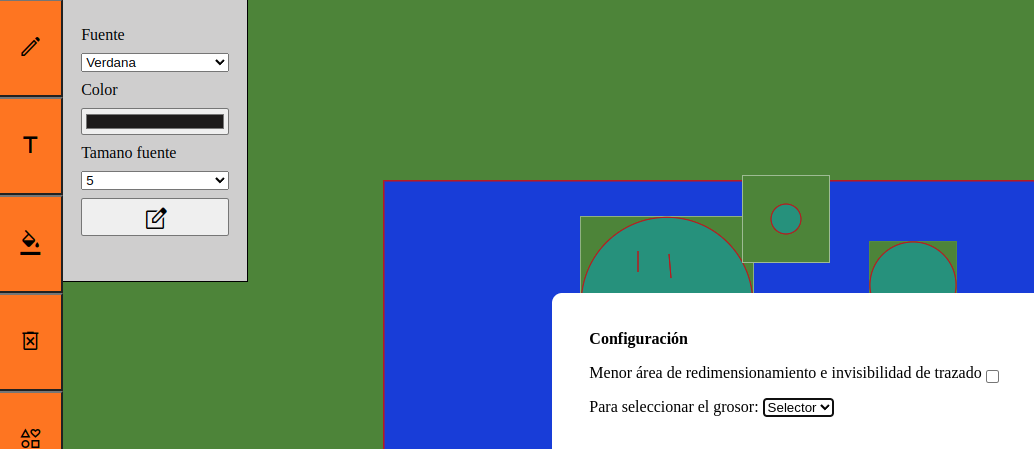 Fuente
Verdana
Color
Tamano fuente
5
Configuración
Menor área de redimensionamiento e invisibilidad de trazado
Para seleccionar el grosor: Selector